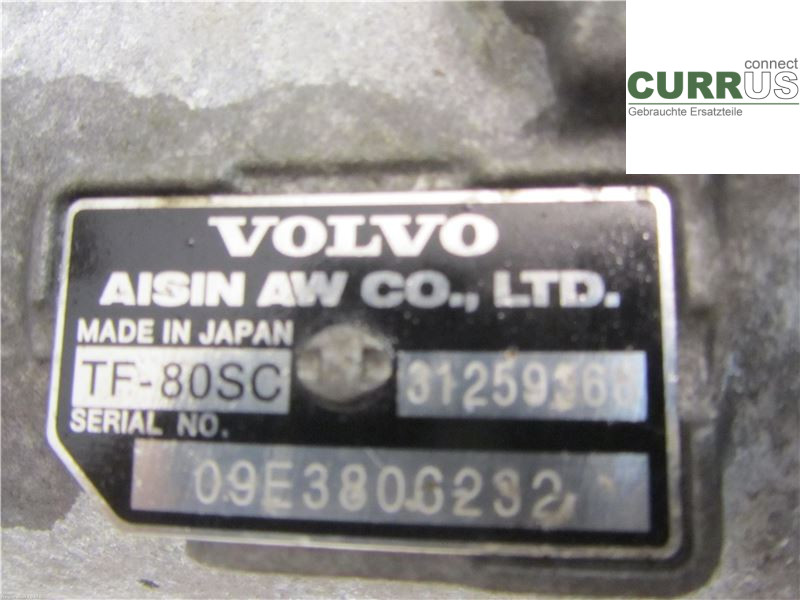 connect
CURRUS
Gebrauchte Ersatzteile
VOLVO
AISIN AW CO., LTD.
MADE IN JAPAN
TF-80SC
SERIAL NO.